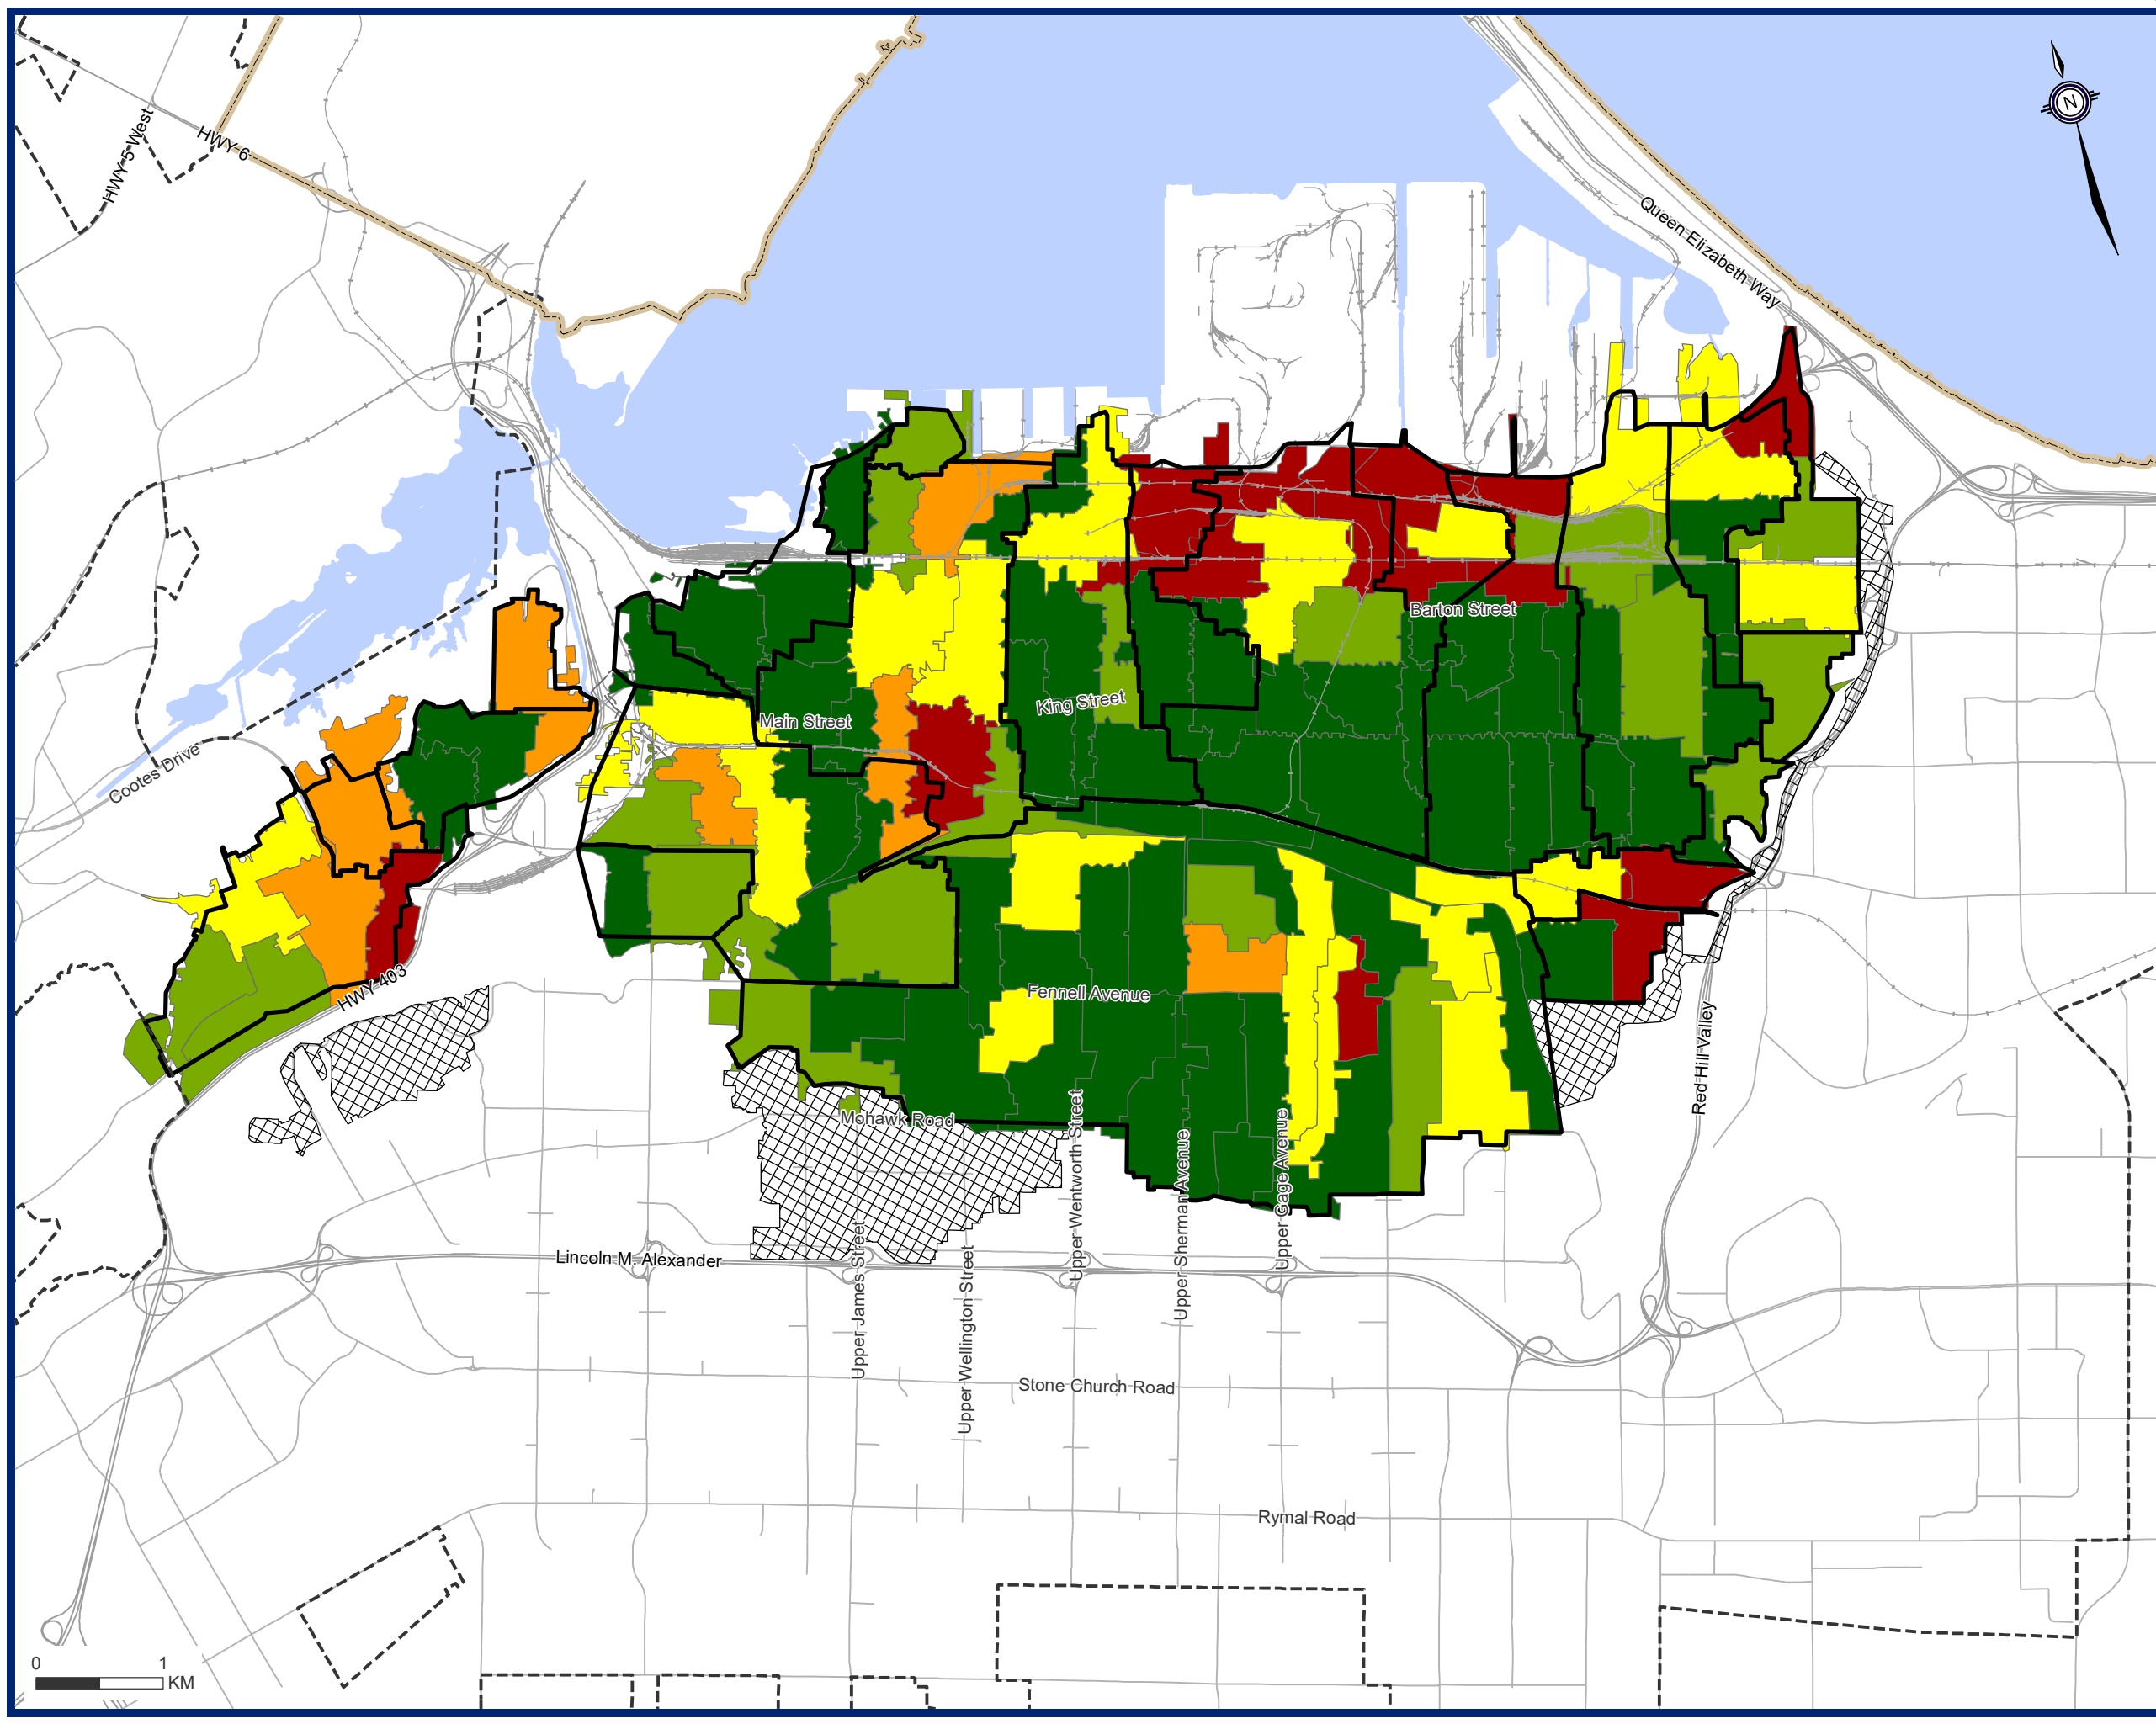 HWY 5 West
HWY 6
N
Queen Elizabeth Way
Barton Street
King Street
Main Street
Cootes Drive
HWY 403
Fennell Avenue
Red Hill Valley
Mohawk Road
Upper Wentworth Street
Upper Sherman Avenue
Upper Gage Avenue
Upper James Street
Upper Wellington Street
Lincoln M. Alexander
Stone Church Road
Rymal Road
0 1
KM